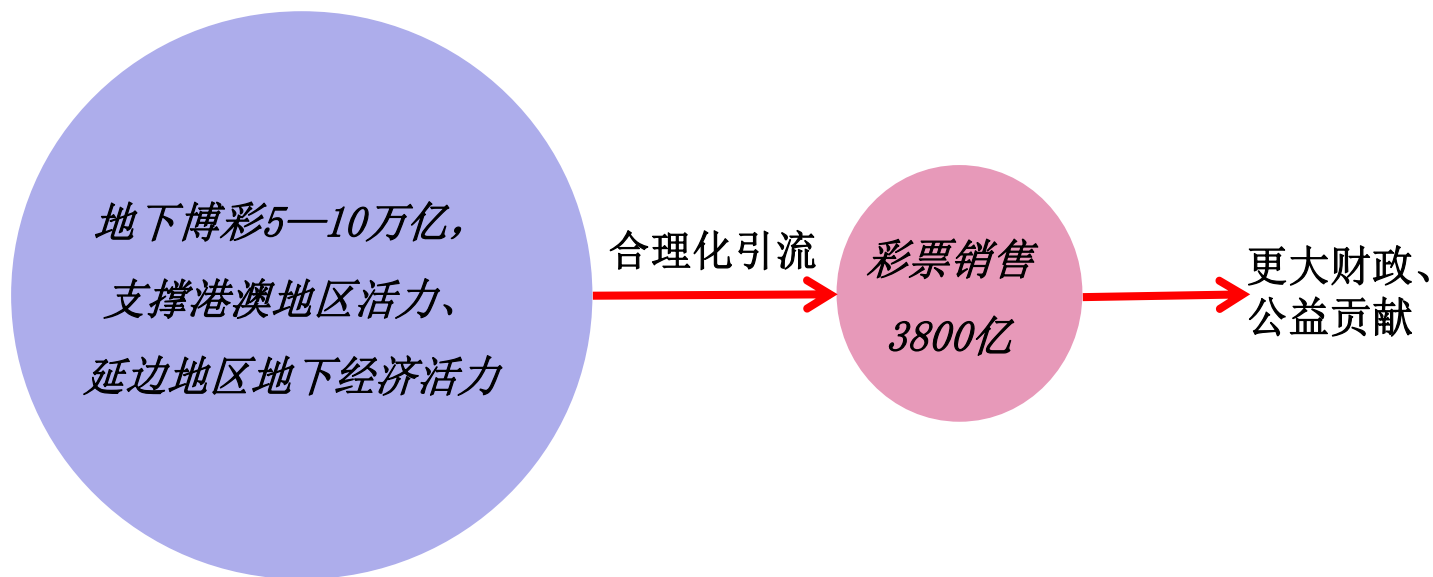 地下博彩5—10万亿，
支撑港澳地区活力、
延边地区地下经济活力
合理化引流
彩票销售
3800亿
更大财政、
公益贡献